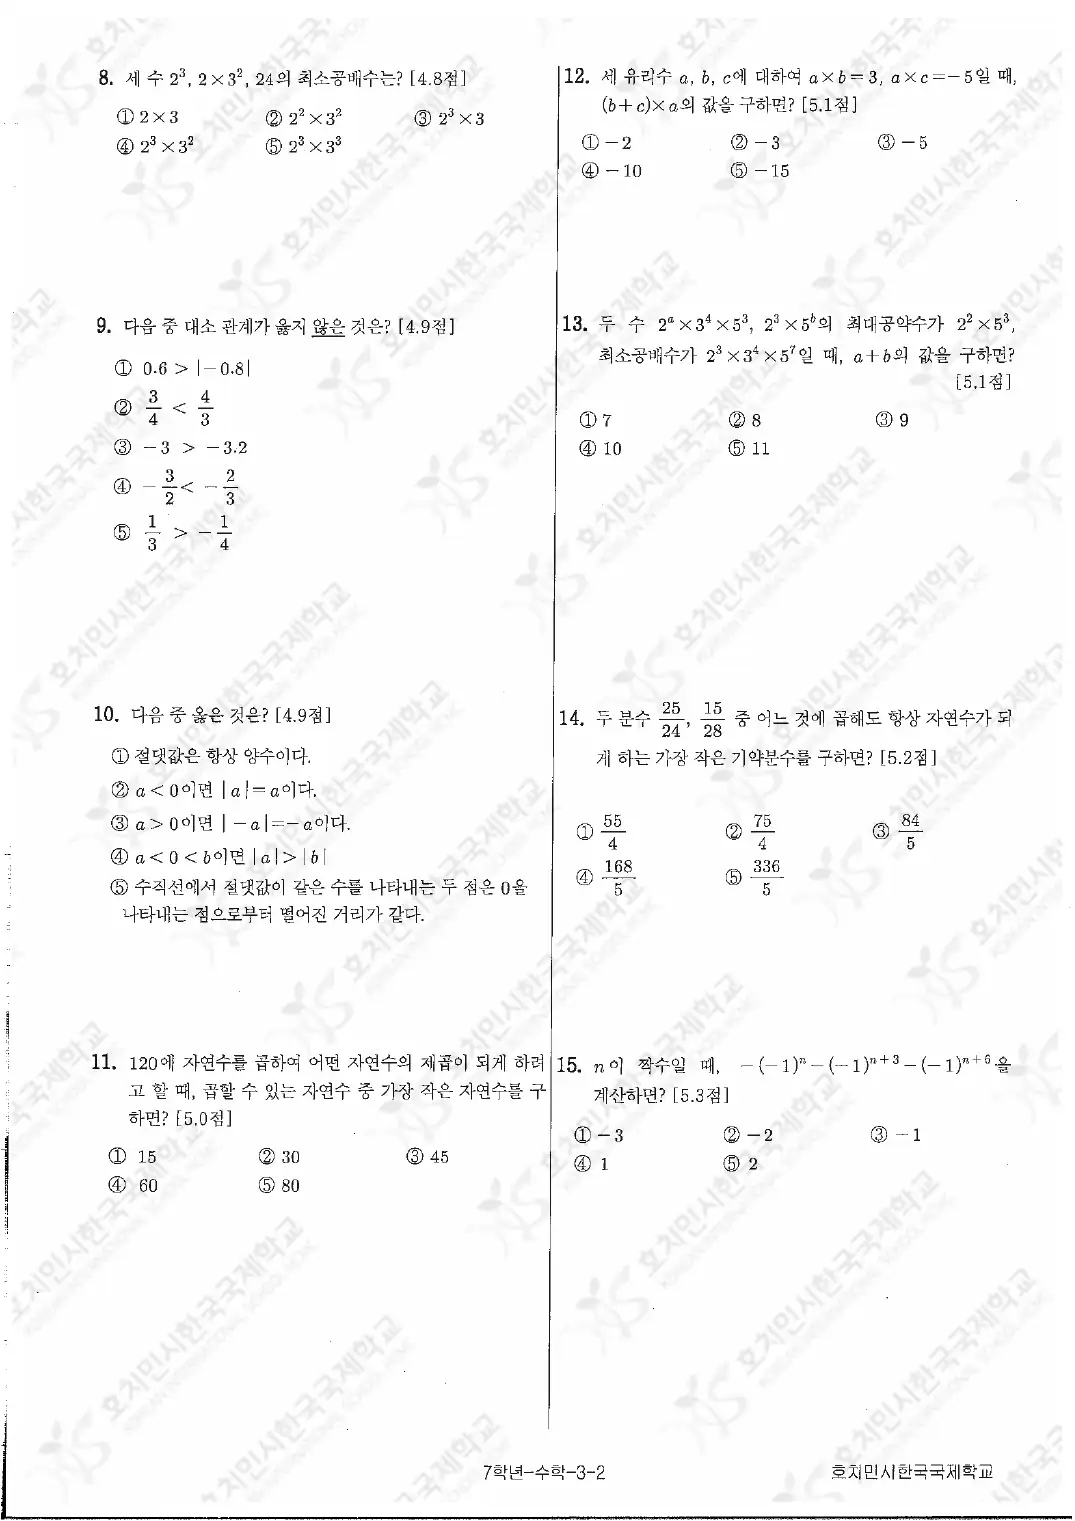 8. 세 수 2³, 2×3², 24의 최소공배수는? [4.8점]
① 2×3 ② 2²×3² ③ 2³×3
④ 2³×3² ⑤ 2³×3³
9. 다음 중 대소 관계가 옳지 않은 것은? [4.9점]
① 0.6 > |-0.8|
② 3/4 < 4/3
③ -3 > -3.2
④ -3/2 < -2/3
⑤ 1/3 > -1/4
10. 다음 중 옳은 것은? [4.9점]
① 절댓값은 항상 양수이다.
② a<0이면 |a|=a이다.
③ a>0이면 |-a|=-a이다.
④ a<0<b이면 |a|>|b|
⑤ 수직선에서 절댓값이 같은 수를 나타내는 두 점은 0을
나타내는 점으로부터 떨어진 거리가 같다.
11. 120에 자연수를 곱하여 어떤 자연수의 제곱이 되게 하려
고 할 때, 곱할 수 있는 자연수 중 가장 작은 자연수를 구
하면? [5.0점]
① 15 ② 30 ③ 45
④ 60 ⑤ 80
12. 세 유리수 a, b, c에 대하여 a×b=3, a×c=-5일 때,
(b+c)×a의 값을 구하면? [5.1점]
① -2 ② -3 ③ -5
④ -10 ⑤ -15
13. 두 수 2ᵃ×3⁴×5³, 2³×5ᵇ의 최대공약수가 2²×5³,
최소공배수가 2³×3⁴×5⁷일 때, a+b의 값을 구하면?
[5.1점]
① 7 ② 8 ③ 9
④ 10 ⑤ 11
14. 두 분수 25/24, 15/28 중 어느 것에 곱해도 항상 자연수가 되
게 하는 가장 작은 기약분수를 구하면? [5.2점]
① 55/4 ② 75/4 ③ 84/5
④ 168/5 ⑤ 336/5
15. n이 짝수일 때, -(-1)ⁿ-(-1)ⁿ⁺³-(-1)ⁿ⁺⁶을
계산하면? [5.3점]
① -3 ② -2 ③ -1
④ 1 ⑤ 2
7학년-수학-3-2
호치민시한국국제학교